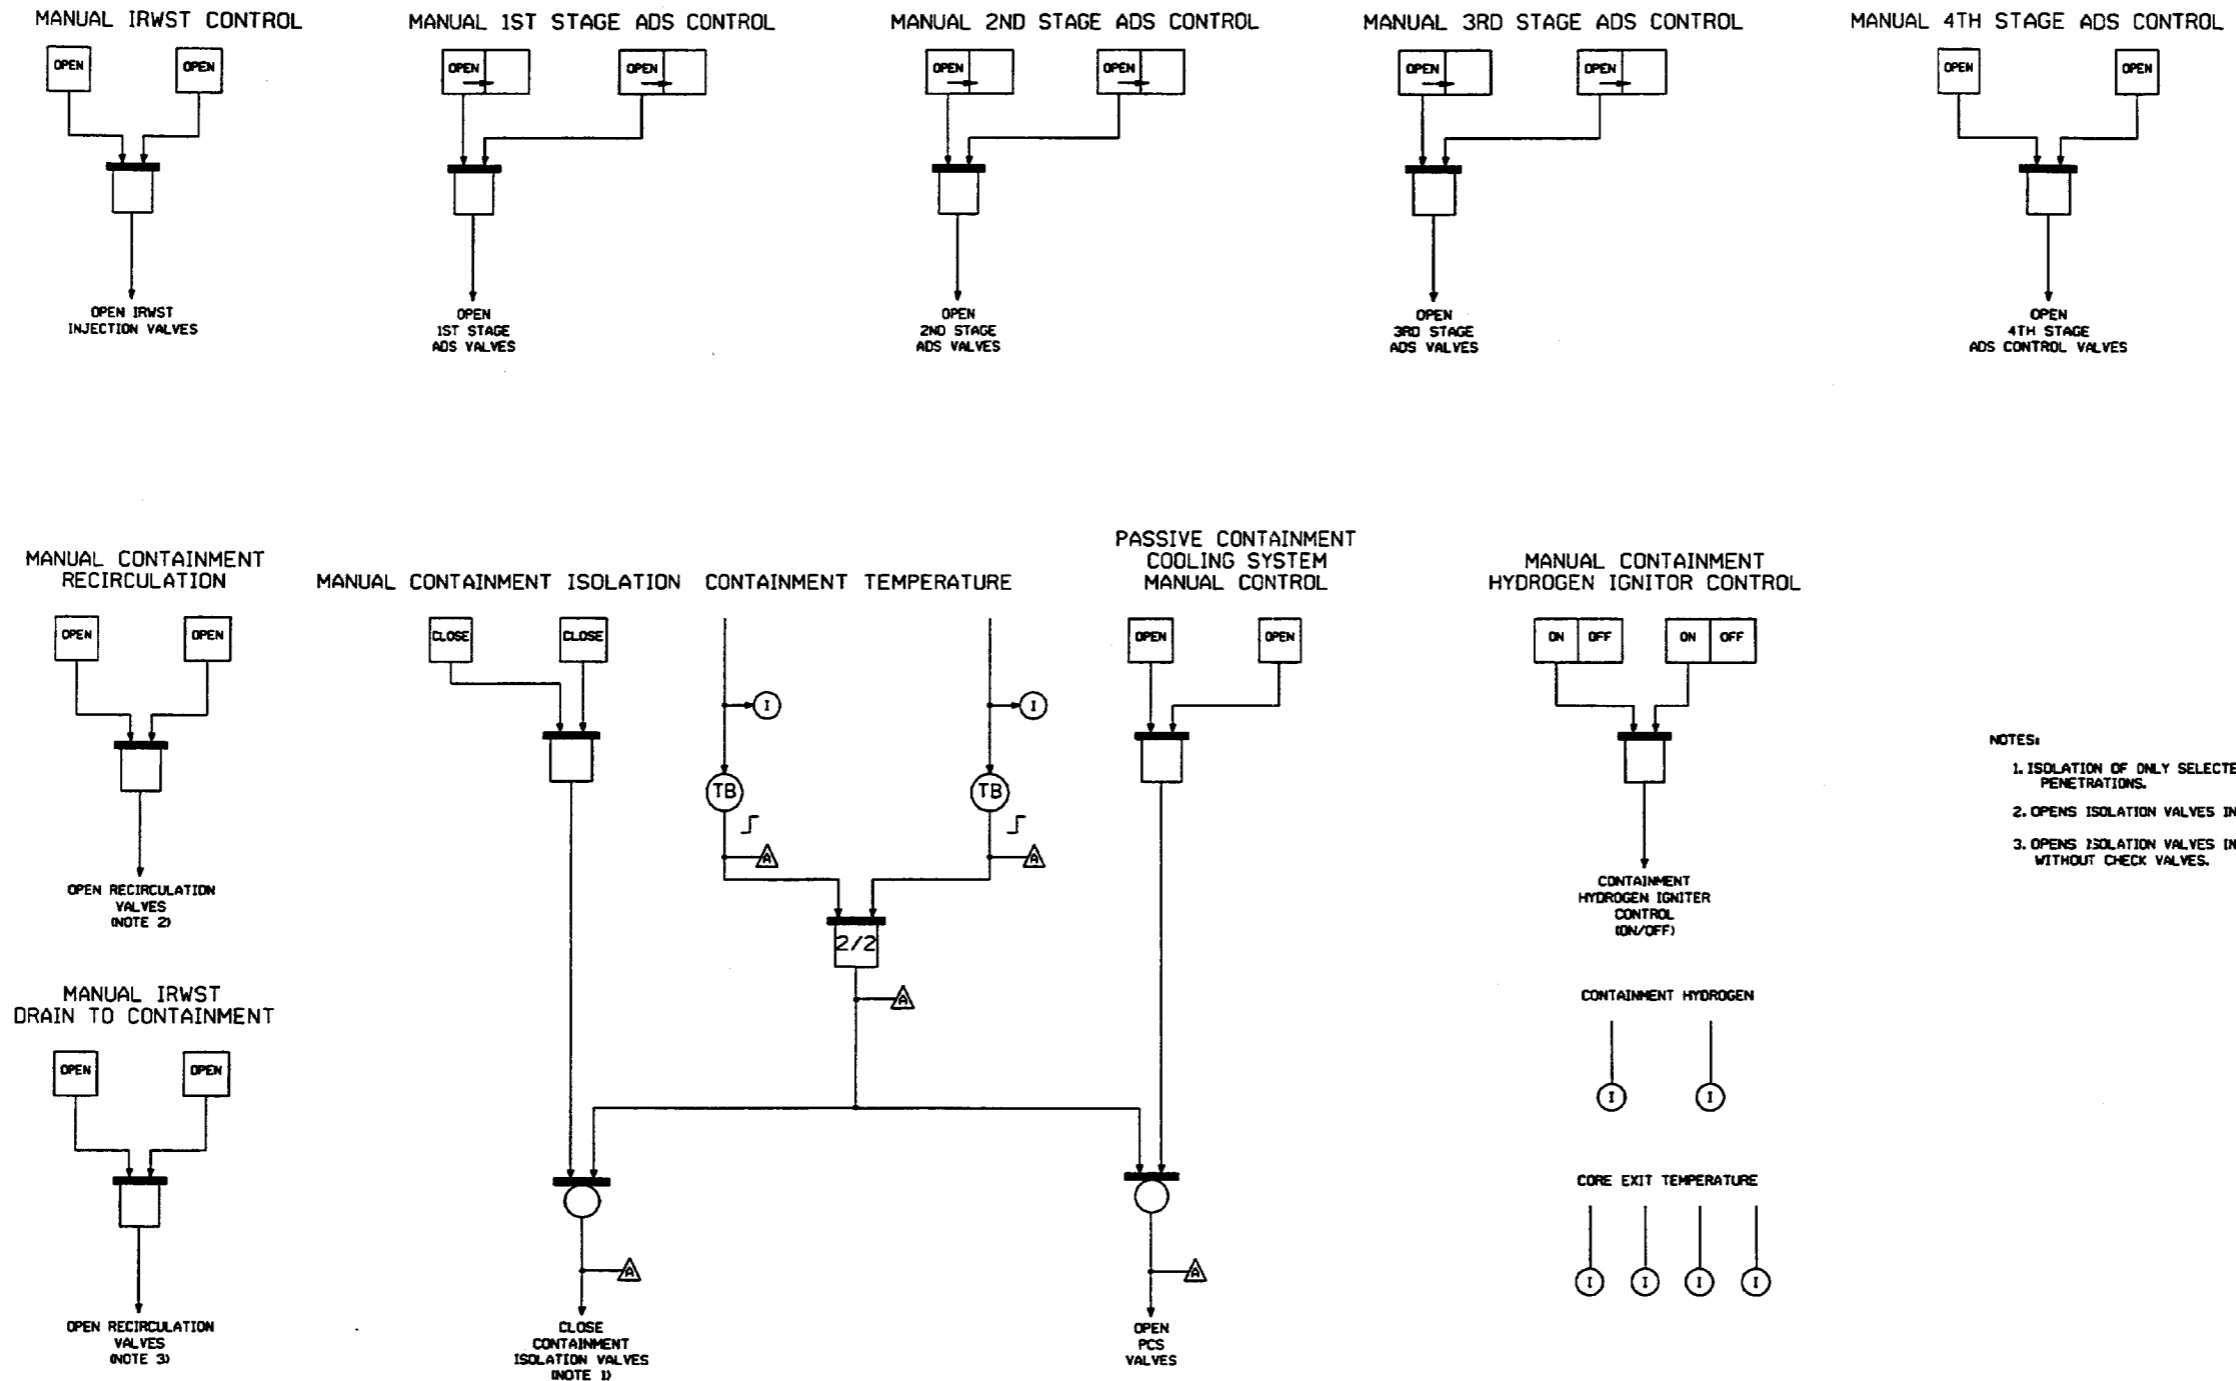 MANUAL IRWST CONTROL
OPEN
OPEN
OPEN IRWST
INJECTION VALVES
MANUAL 1ST STAGE ADS CONTROL
OPEN
OPEN
OPEN
1ST STAGE
ADS VALVES
MANUAL 2ND STAGE ADS CONTROL
OPEN
OPEN
OPEN
2ND STAGE
ADS VALVES
MANUAL 3RD STAGE ADS CONTROL
OPEN
OPEN
OPEN
3RD STAGE
ADS VALVES
MANUAL 4TH STAGE ADS CONTROL
OPEN
OPEN
OPEN
4TH STAGE
ADS CONTROL VALVES
MANUAL CONTAINMENT
RECIRCULATION
OPEN
OPEN
OPEN RECIRCULATION
VALVES
(NOTE 2)
MANUAL IRWST
DRAIN TO CONTAINMENT
OPEN
OPEN
OPEN RECIRCULATION
VALVES
(NOTE 3)
MANUAL CONTAINMENT ISOLATION
CLOSE
CLOSE
CLOSE
CONTAINMENT
ISOLATION VALVES
(NOTE 1)
A
CONTAINMENT TEMPERATURE
I
I
TB
TB
A
A
2/2
A
PASSIVE CONTAINMENT
COOLING SYSTEM
MANUAL CONTROL
OPEN
OPEN
A
OPEN
PCS
VALVES
MANUAL CONTAINMENT
HYDROGEN IGNITOR CONTROL
ON OFF
ON OFF
CONTAINMENT
HYDROGEN IGNITER
CONTROL
(ON/OFF)
CONTAINMENT HYDROGEN
I I
CORE EXIT TEMPERATURE
I I I I
NOTES:
1. ISOLATION OF ONLY SELECTE
PENETRATIONS.
2. OPENS ISOLATION VALVES IN
3. OPENS ISOLATION VALVES IN
WITHOUT CHECK VALVES.